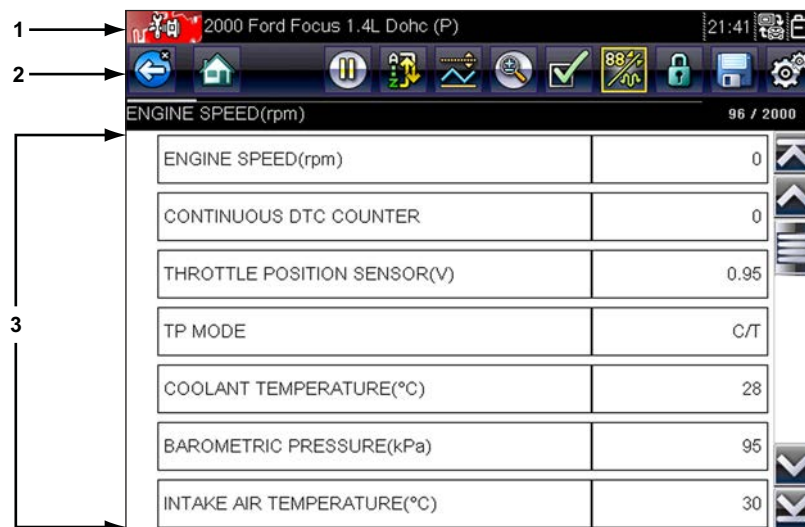 1
2000 Ford Focus 1.4L Dohc (P)
21:41
2
ENGINE SPEED(rpm)
96 / 2000
3
ENGINE SPEED(rpm) 0
CONTINUOUS DTC COUNTER 0
THROTTLE POSITION SENSOR(V) 0.95
TP MODE C/T
COOLANT TEMPERATURE(°C) 28
BAROMETRIC PRESSURE(kPa) 95
INTAKE AIR TEMPERATURE(°C) 30